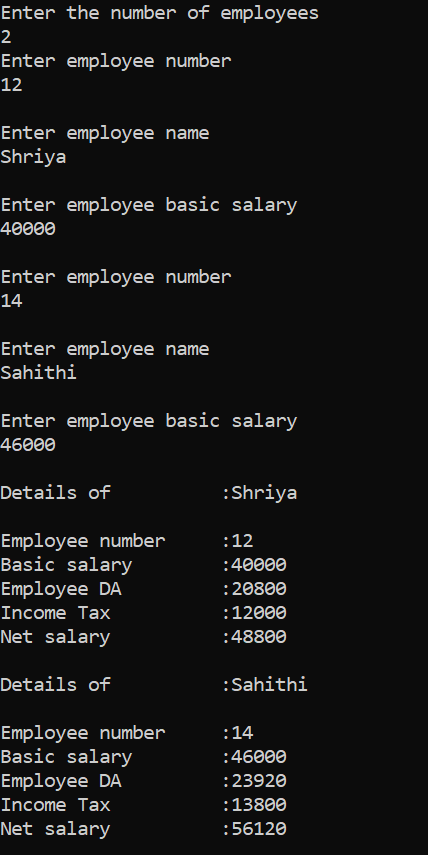 Enter the number of employees
2
Enter employee number
12
Enter employee name
Shriya
Enter employee basic salary
40000
Enter employee number
14
Enter employee name
Sahithi
Enter employee basic salary
46000
Details of          :Shriya
Employee number     :12
Basic salary        :40000
Employee DA         :20800
Income Tax          :12000
Net salary          :48800
Details of          :Sahithi
Employee number     :14
Basic salary        :46000
Employee DA         :23920
Income Tax          :13800
Net salary          :56120